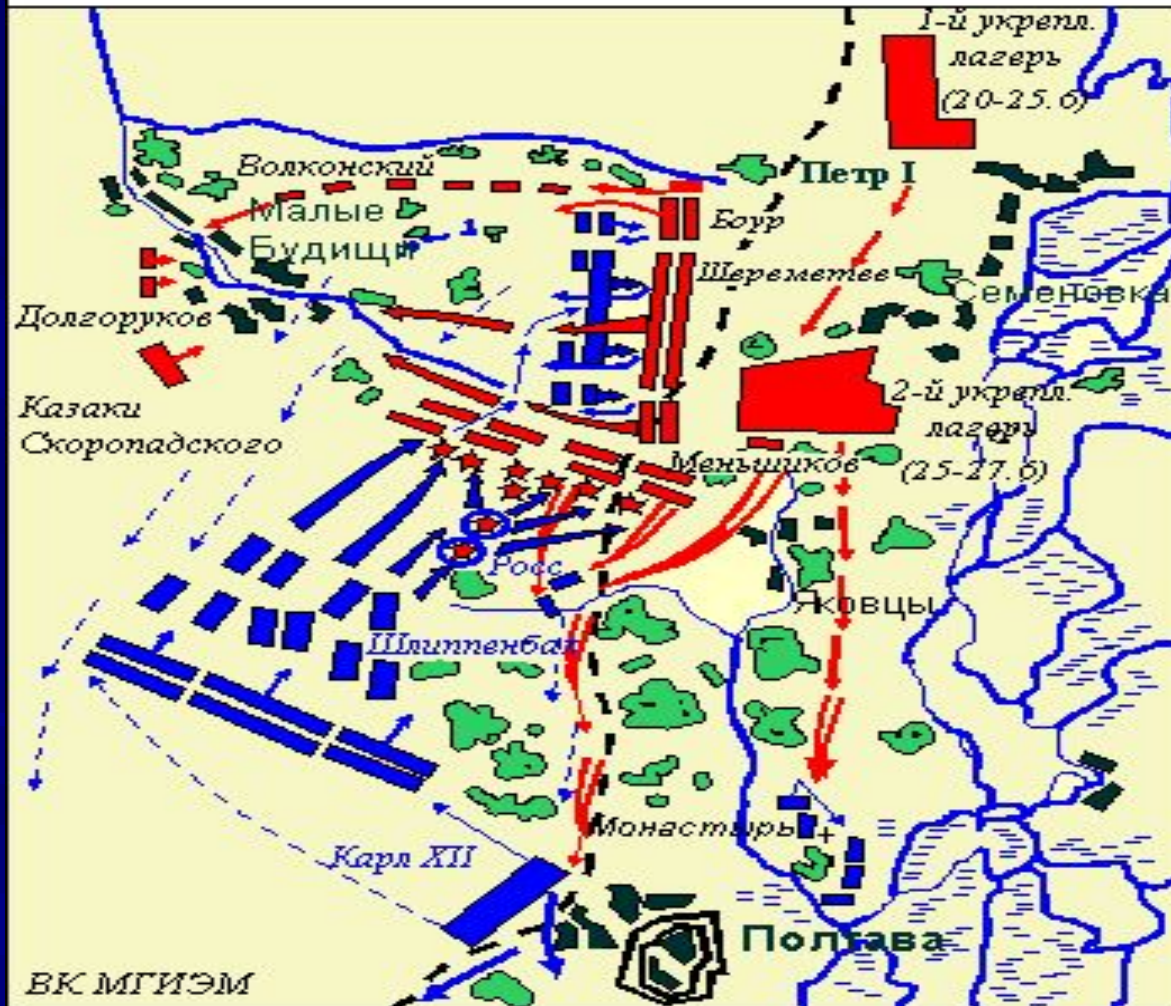 1-й укрепл.
лагерь
(20-25.6)
Волконский
Петр I
Малые
Будищи
Боур
Шереметев
Семеновка
Долгоруков
Казаки
Скоропадского
2-й укрепл.
лагерь
(25-27.6)
Меньшиков
Росс
Яковцы
Шлиппенбах
Монастырь
Карл XII
Полтава
ВК МГИЭМ